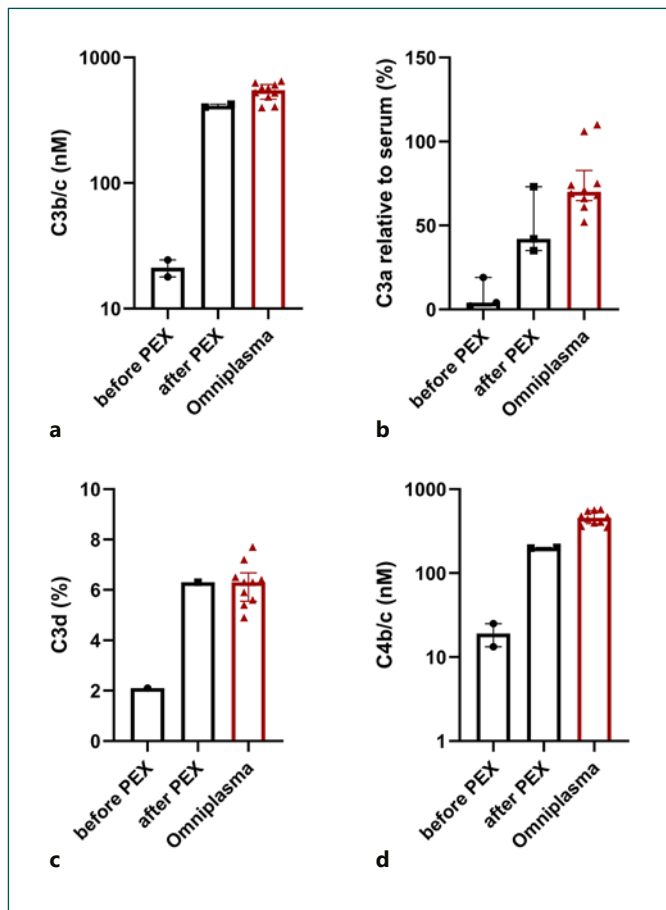 1000
100
10
C3b/c (nM)
before PEX
after PEX
Omniplasma
a
150
100
50
0
C3a relative to serum (%)
before PEX
after PEX
Omniplasma
b
10
8
6
4
2
0
C3d (%)
before PEX
after PEX
Omniplasma
c
1000
100
10
1
C4b/c (nM)
before PEX
after PEX
Omniplasma
d